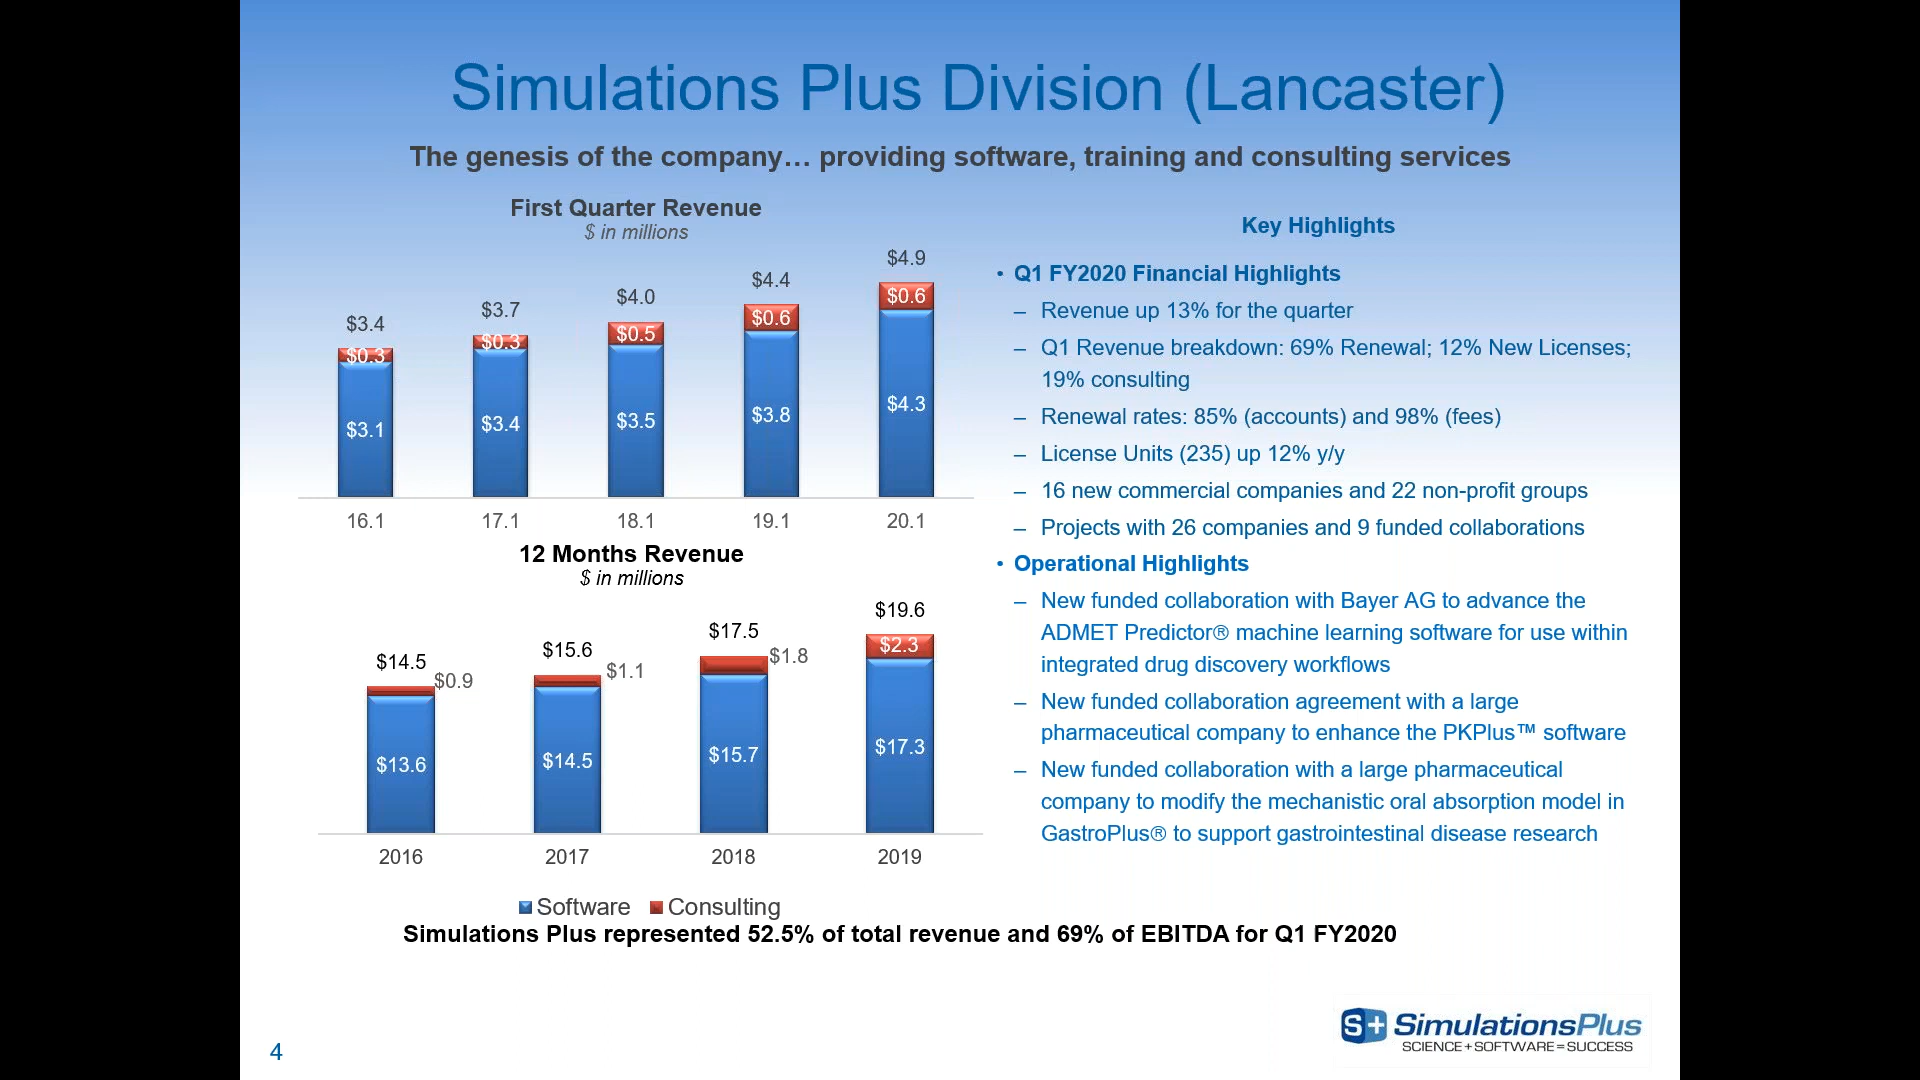 Simulations Plus Division (Lancaster)
The genesis of the company… providing software, training and consulting services
First Quarter Revenue
$ in millions
$3.4
$3.7
$4.0
$4.4
$4.9
$0.3
$0.3
$0.5
$0.6
$0.6
$3.1
$3.4
$3.5
$3.8
$4.3
16.1
17.1
18.1
19.1
20.1
12 Months Revenue
$ in millions
$14.5
$15.6
$17.5
$19.6
$0.9
$1.1
$1.8
$2.3
$13.6
$14.5
$15.7
$17.3
2016
2017
2018
2019
Software
Consulting
Key Highlights
• Q1 FY2020 Financial Highlights
– Revenue up 13% for the quarter
– Q1 Revenue breakdown: 69% Renewal; 12% New Licenses;
19% consulting
– Renewal rates: 85% (accounts) and 98% (fees)
– License Units (235) up 12% y/y
– 16 new commercial companies and 22 non-profit groups
– Projects with 26 companies and 9 funded collaborations
• Operational Highlights
– New funded collaboration with Bayer AG to advance the
ADMET Predictor® machine learning software for use within
integrated drug discovery workflows
– New funded collaboration agreement with a large
pharmaceutical company to enhance the PKPlus™ software
– New funded collaboration with a large pharmaceutical
company to modify the mechanistic oral absorption model in
GastroPlus® to support gastrointestinal disease research
Simulations Plus represented 52.5% of total revenue and 69% of EBITDA for Q1 FY2020
S+ SimulationsPlus
SCIENCE+SOFTWARE=SUCCESS
4